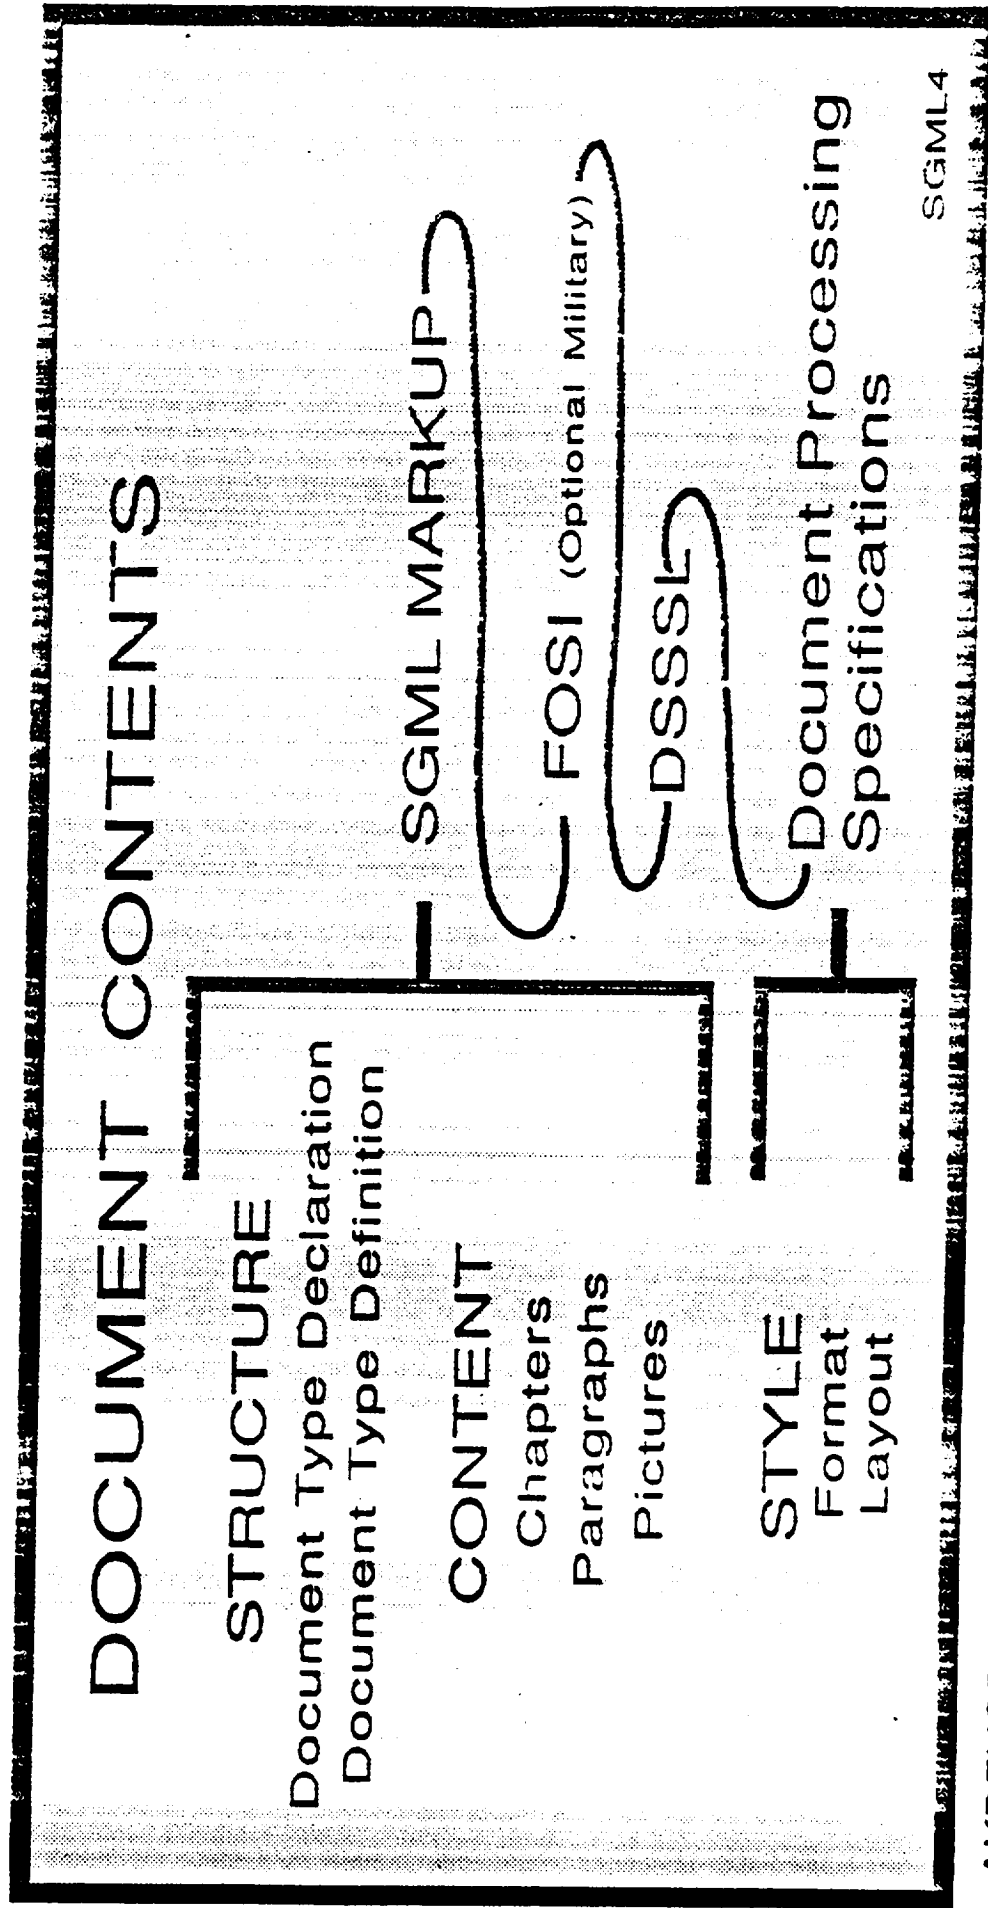 DOCUMENT CONTENTS
STRUCTURE
Document Type Declaration
Document Type Definition
CONTENT
Chapters
Paragraphs
Pictures
STYLE
Format
Layout
SGML MARKUP
FOSI (Optional Military)
DSSSL
Document Processing
Specifications
SGML4